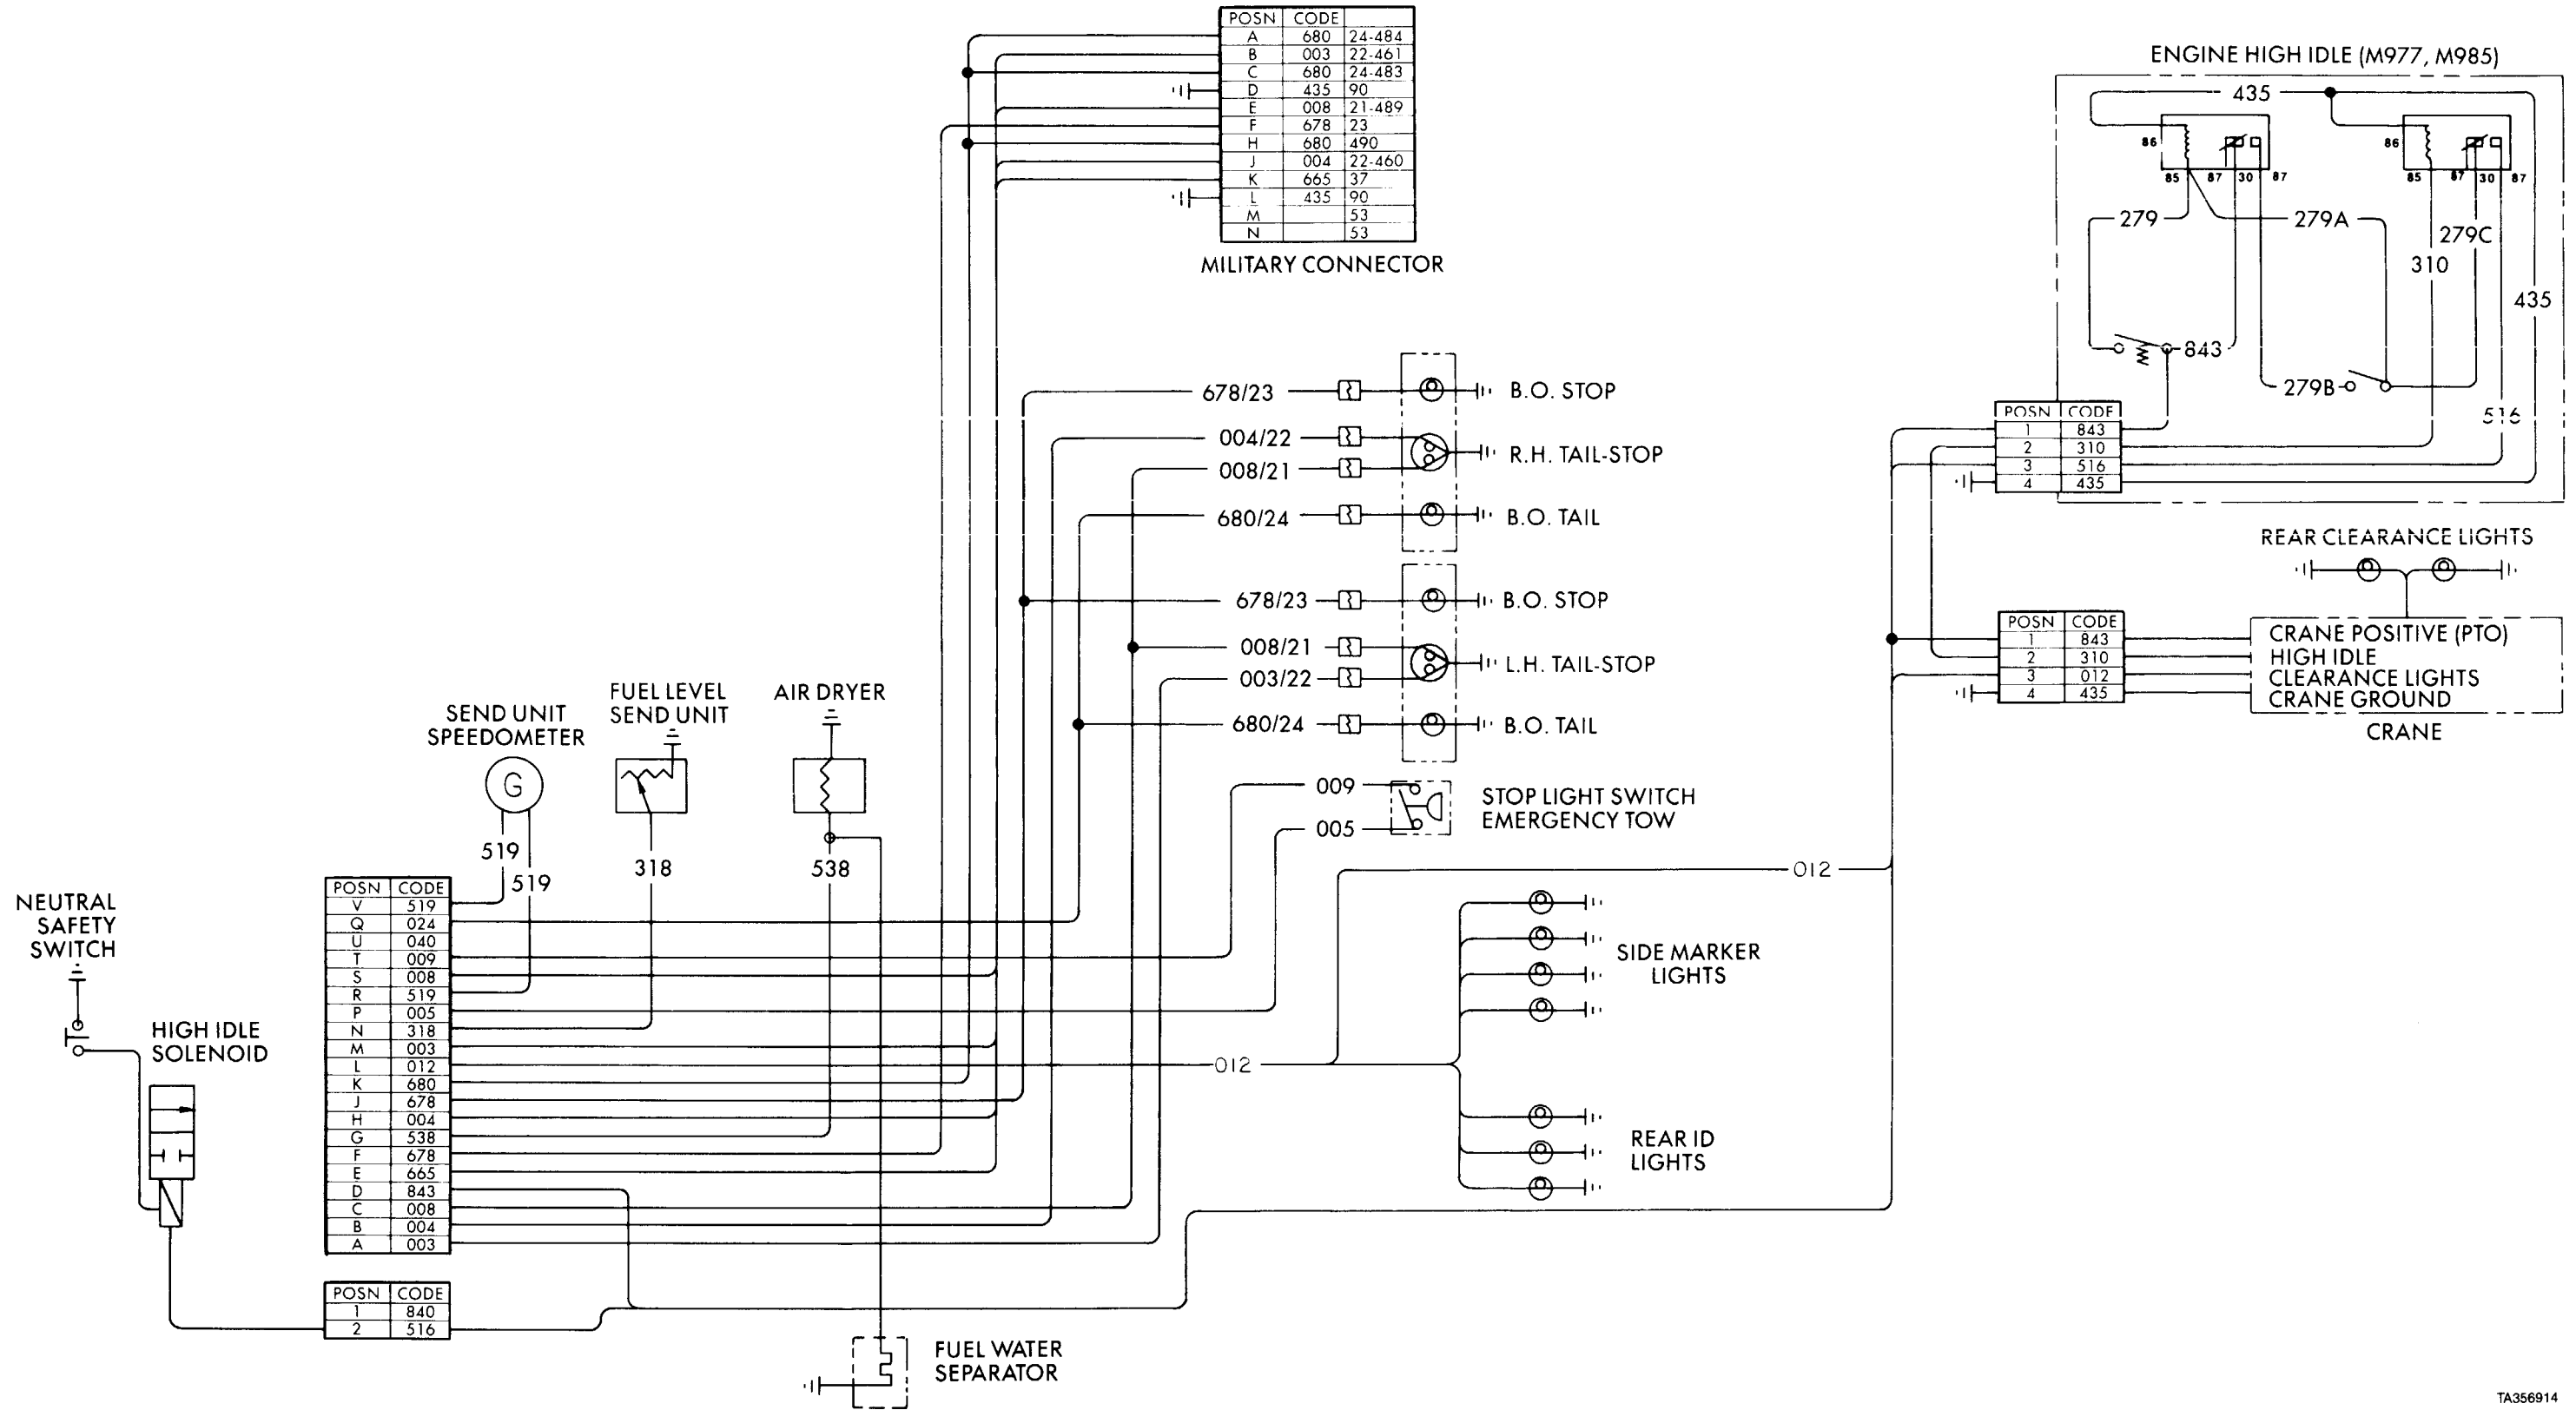 POSN CODE
A 680 24-484
B 003 22-461
C 680 24-483
D 435 90
E 008 21-489
F 678 23
H 680 490
J 004 22-460
K 665 37
L 435 90
M 53
N 53
MILITARY CONNECTOR
ENGINE HIGH IDLE (M977, M985)
435
86
85 87 30 87
86
85 87 30 87
279
279A
279C
310
435
843
279B
516
POSN CODE
1 843
2 310
3 516
4 435
678/23
B.O. STOP
004/22
008/21
R.H. TAIL-STOP
680/24
B.O. TAIL
678/23
B.O. STOP
008/21
003/22
L.H. TAIL-STOP
680/24
B.O. TAIL
009
005
STOP LIGHT SWITCH
EMERGENCY TOW
REAR CLEARANCE LIGHTS
POSN CODE
1 843
2 310
3 012
4 435
CRANE POSITIVE (PTO)
HIGH IDLE
CLEARANCE LIGHTS
CRANE GROUND
CRANE
SEND UNIT
SPEEDOMETER
G
519
519
FUEL LEVEL
SEND UNIT
318
AIR DRYER
538
012
NEUTRAL
SAFETY
SWITCH
HIGH IDLE
SOLENOID
POSN CODE
V 519
Q 024
U 040
T 009
S 008
R 519
P 005
N 318
M 003
L 012
K 680
J 678
H 004
G 538
F 678
E 665
D 843
C 008
B 004
A 003
012
SIDE MARKER
LIGHTS
REAR ID
LIGHTS
POSN CODE
1 840
2 516
FUEL WATER
SEPARATOR
TA356914